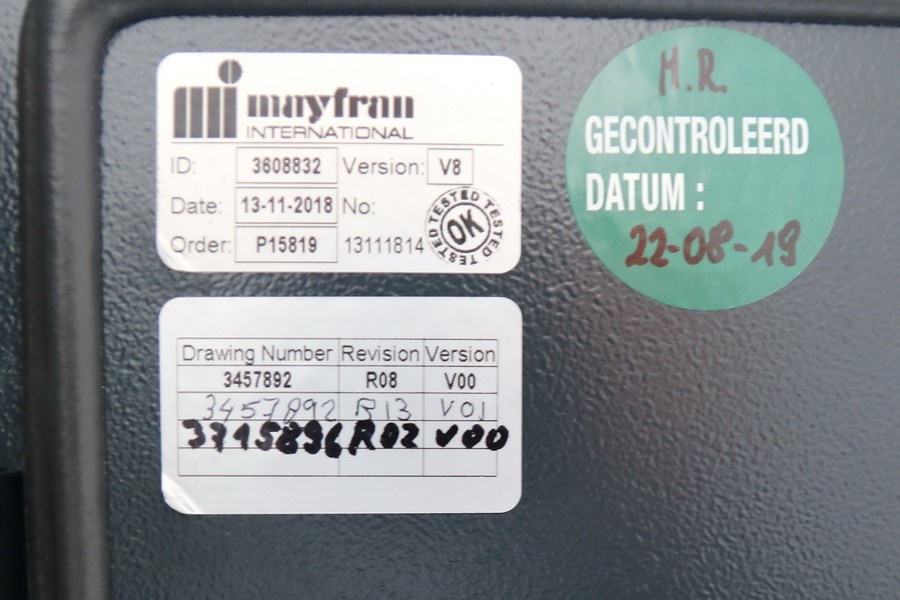 mayfran
INTERNATIONAL
ID: 3608832 Version: V8
Date: 13-11-2018 No:
Order: P15819 13111814
TESTED TESTED TESTED
OK
M.R.
GECONTROLEERD
DATUM :
22-08-19
Drawing Number Revision Version
3457892 R08 V00
3457892 R13 V01
3715896 R02 V00